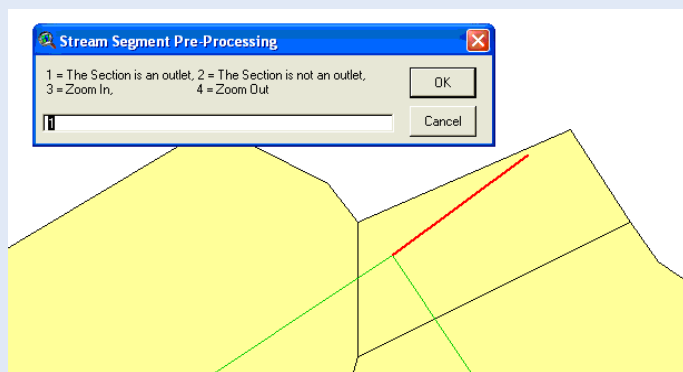 Stream Segment Pre-Processing
1 = The Section is an outlet, 2 = The Section is not an outlet,
3 = Zoom In, 4 = Zoom Out
OK
1
Cancel